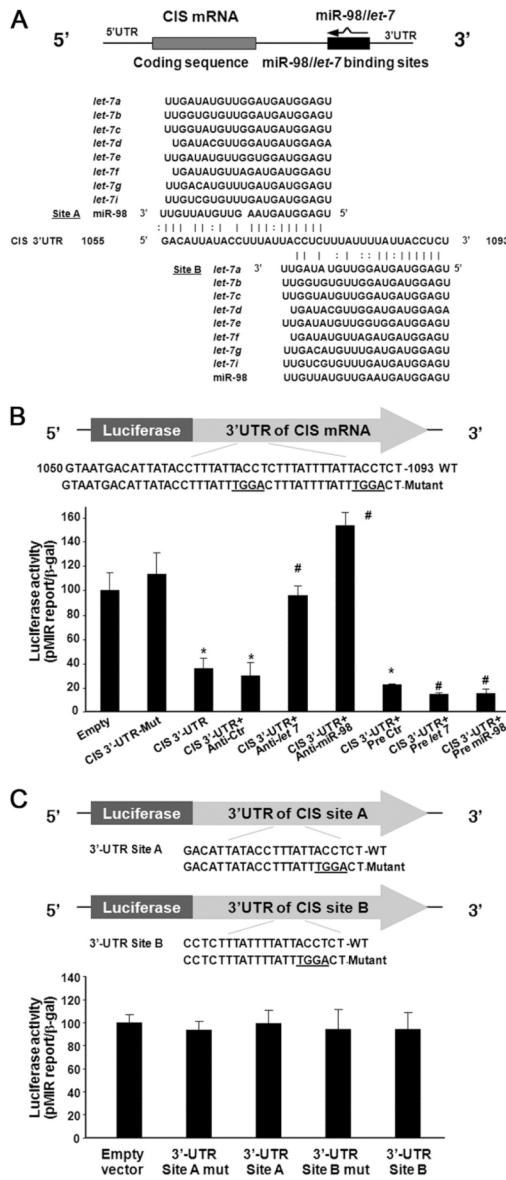 A
CIS mRNA
miR-98//let-7
5’ 5'UTR 3'UTR 3’
Coding sequence miR-98//let-7 binding sites
let-7a UUGAUAUGUUGGAUGAUGGAGU
let-7b UUGGUGUGUUGGAUGAUGGAGU
let-7c UUGGUAUGUUGGAUGAUGGAGU
let-7d UGAUACGUUGGAUGAUGGAGA
let-7e UUGAUAUGUUGGUGGAUGGAGU
let-7f UGAUAUGUUAGAUGAUGGAGU
let-7g UUGACAUGUUUGAUGAUGGAGU
let-7i UUGUCGUGUUUGAUGAUGGAGU
Site A miR-98 3' UUGUUAUGUUG AAUGAUGGAGU 5'
CIS 3'UTR 1055 5' GACAUUAUACCUUUAUUACCUCUUUAUUUUAUUACCUCU 3' 1093
Site B let-7a 3' UUGAUA UGUUGGAUGAUGGAGU 5'
let-7b UUGGUGUGUUGGAUGAUGGAGU
let-7c UUGGUAUGUUGGAUGAUGGAGU
let-7d UGAUACGUUGGAUGAUGGAGA
let-7e UUGAUAUGUUGGUGGAUGGAGU
let-7f UGAUAUGUUAGAUGAUGGAGU
let-7g UUGACAUGUUUGAUGAUGGAGU
let-7i UUGUCGUGUUUGAUGAUGGAGU
miR-98 UUGUUAUGUUGAAUGAUGGAGU
B
5’ Luciferase 3’UTR of CIS mRNA 3’
1050 GTAATGACATTATACCTTTATTACCTCTTTATTTTATTACCTCT-1093 WT
GTAATGACATTATACCTTTATTTGGACTTTATTTTATTTGGACT-Mutant
Luciferase activity
(pMIR report/β-gal)
160
140
120
100
80
60
40
20
0
* * # # * # #
Empty
CIS 3'-UTR-Mut
CIS 3'-UTR
CIS 3'-UTR+
Anti-Ctr
CIS 3'-UTR+
Anti-let 7
CIS 3'-UTR+
Anti-miR-98
CIS 3'-UTR+
Pre Ctr
CIS 3'-UTR+
Pre let 7
CIS 3'-UTR+
Pre miR-98
C
5’ Luciferase 3’UTR of CIS site A 3’
3'-UTR Site A GACATTATACCTTTATTACCTCT-WT
GACATTATACCTTTATTTGGACT-Mutant
5’ Luciferase 3’UTR of CIS site B 3’
3'-UTR Site B CCTCTTTATTTTATTACCTCT-WT
CCTCTTTATTTTATTTGGACT-Mutant
Luciferase activity
(pMIR report/β-gal)
140
120
100
80
60
40
20
0
Empty
vector
3’-UTR
Site A mut
3’-UTR
Site A
3’-UTR
Site B mut
3’-UTR
Site B